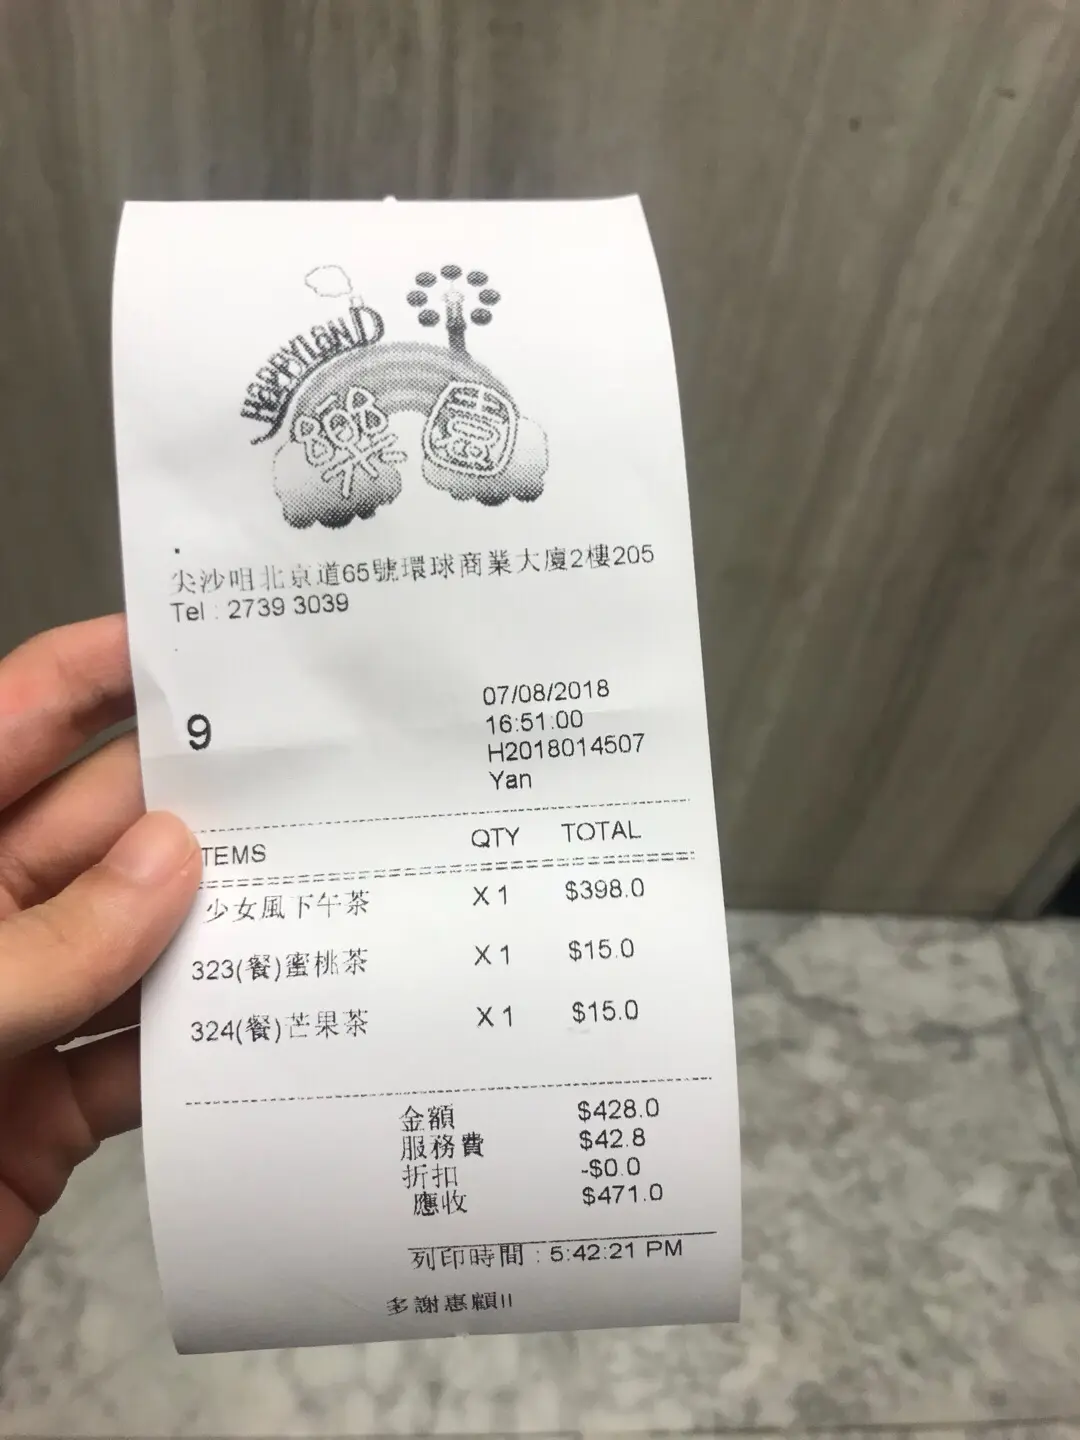 HAPPYLAND
樂園
尖沙咀北京道65號環球商業大廈2樓205
Tel : 2739 3039
9
07/08/2018
16:51:00
H2018014507
Yan
TEMS QTY TOTAL
少女風下午茶 X 1 $398.0
323(餐)蜜桃茶 X 1 $15.0
324(餐)芒果茶 X 1 $15.0
金額 $428.0
服務費 $42.8
折扣 -$0.0
應收 $471.0
列印時間 : 5:42:21 PM
多謝惠顧!!